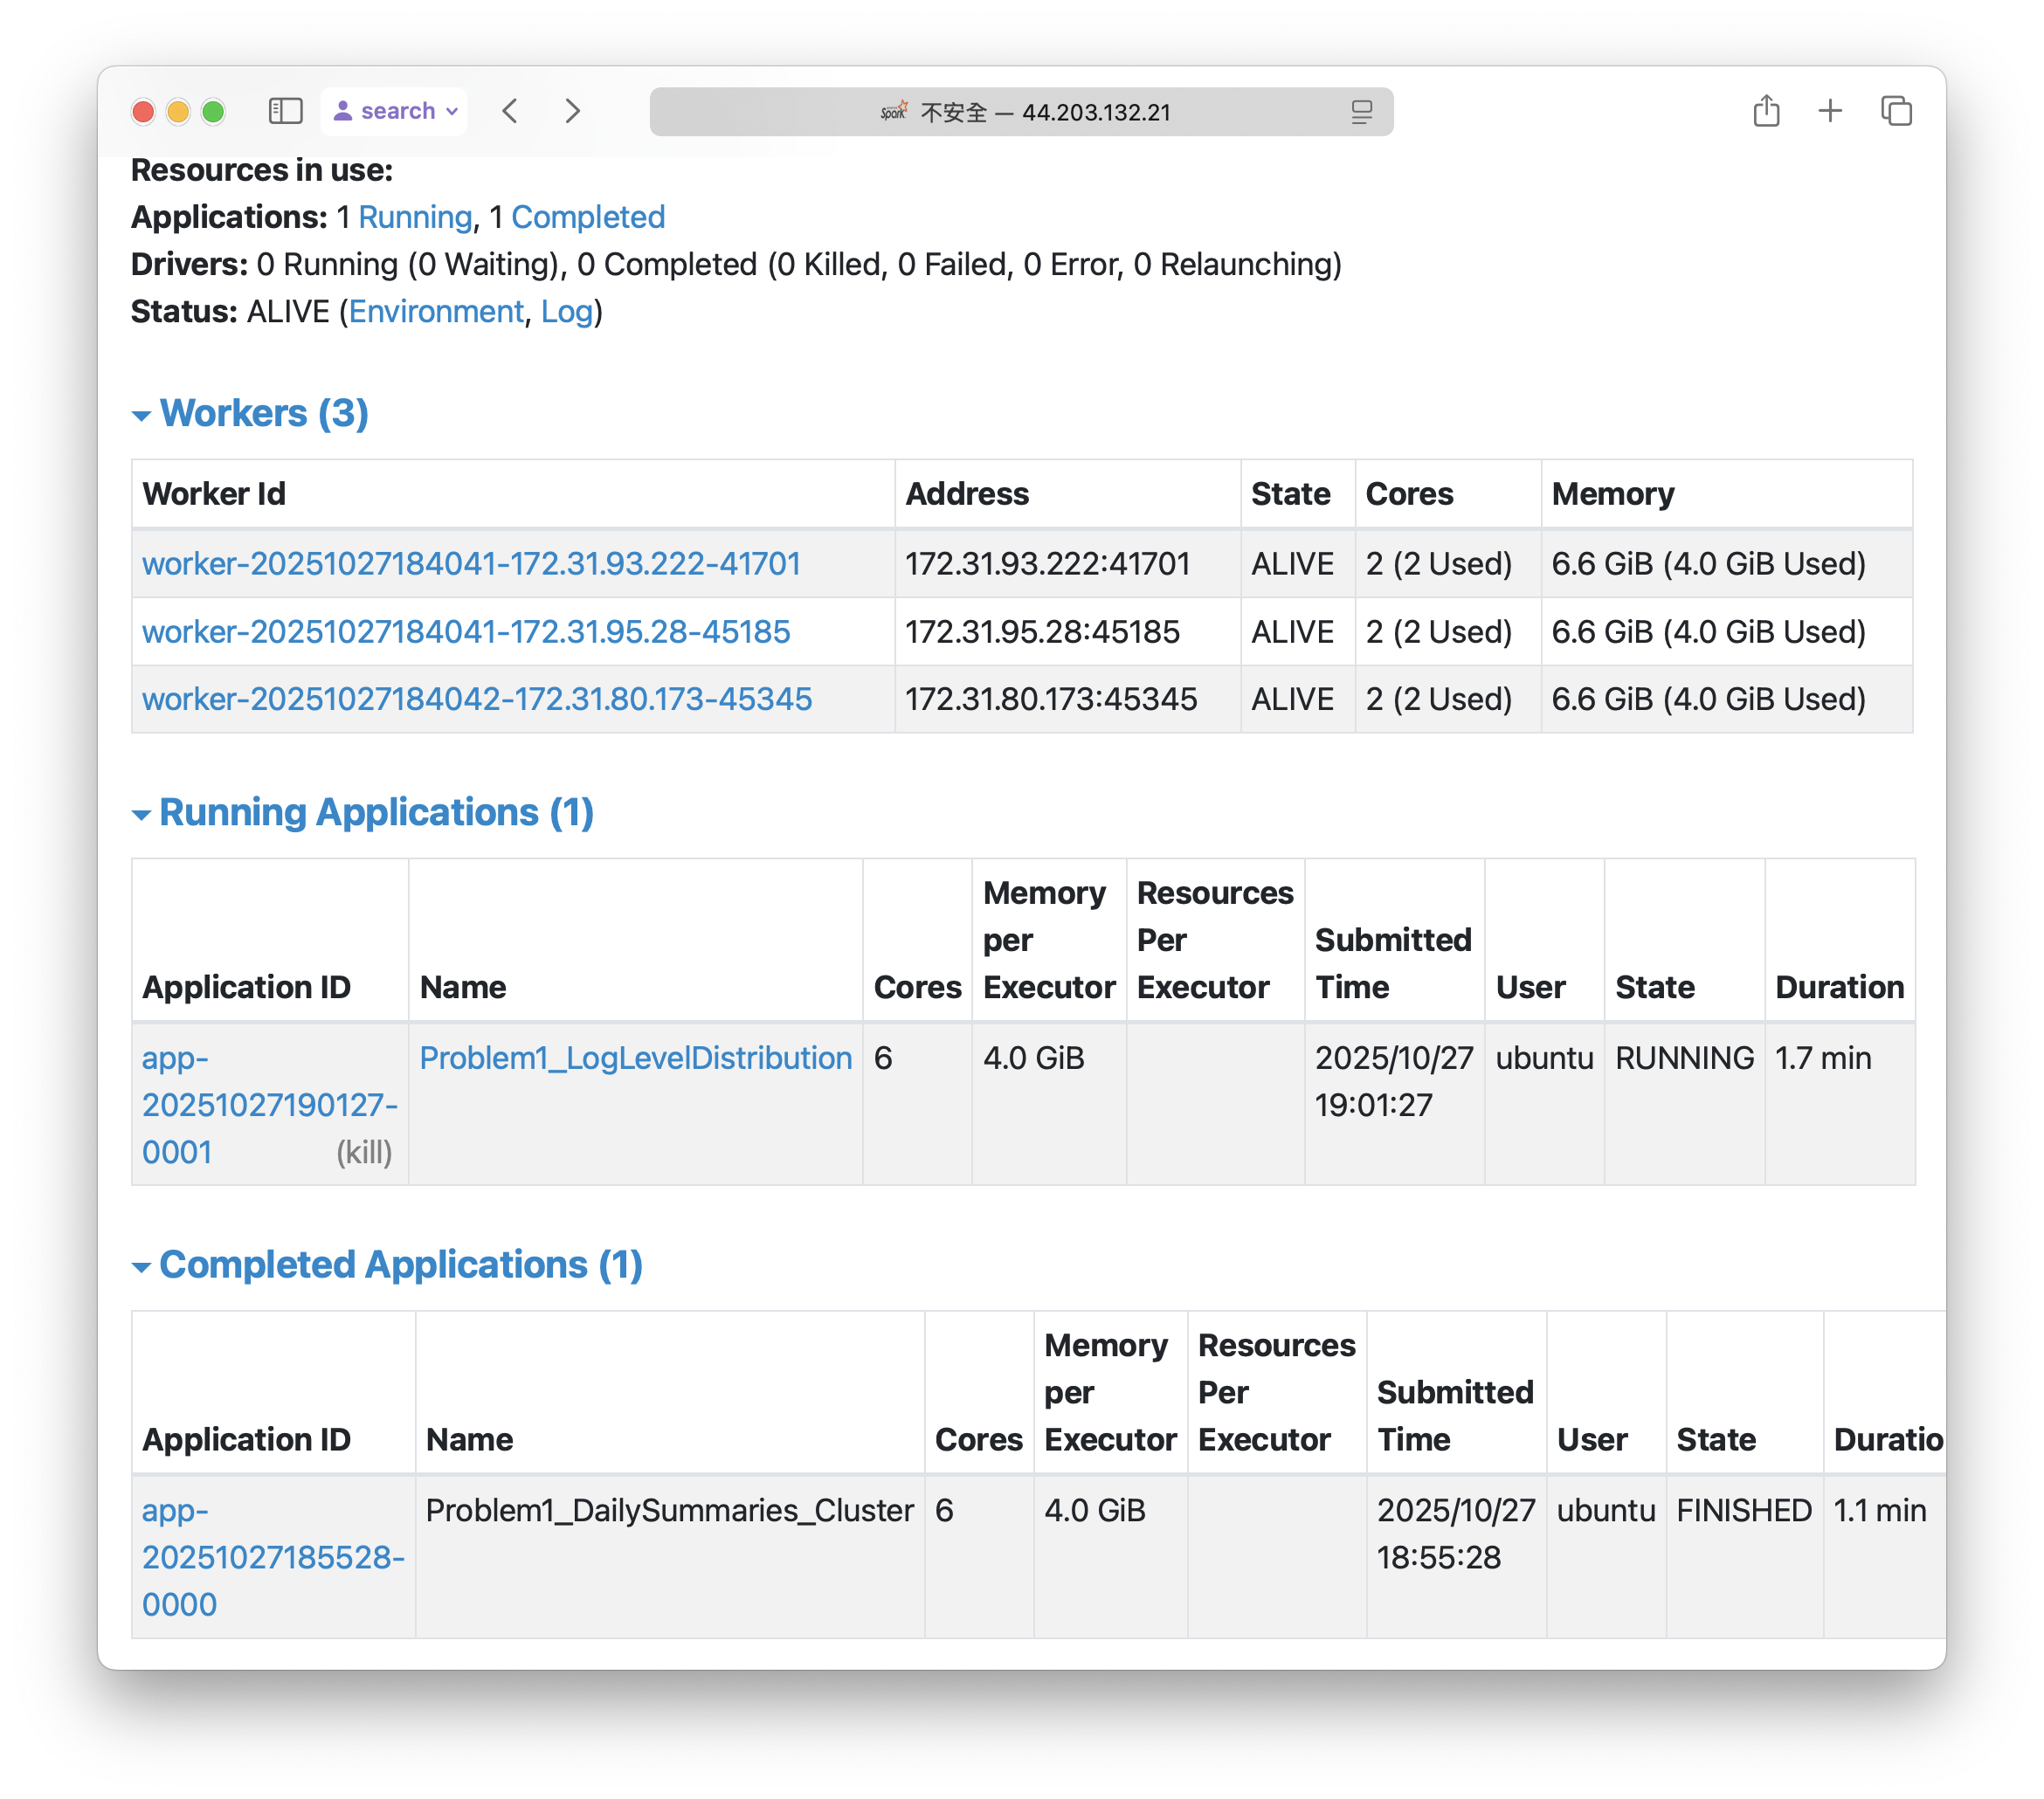 search
Spark 不安全 — 44.203.132.21
Resources in use:
Applications: 1 Running, 1 Completed
Drivers: 0 Running (0 Waiting), 0 Completed (0 Killed, 0 Failed, 0 Error, 0 Relaunching)
Status: ALIVE (Environment, Log)
Workers (3)
Worker Id Address State Cores Memory
worker-20251027184041-172.31.93.222-41701 172.31.93.222:41701 ALIVE 2 (2 Used) 6.6 GiB (4.0 GiB Used)
worker-20251027184041-172.31.95.28-45185 172.31.95.28:45185 ALIVE 2 (2 Used) 6.6 GiB (4.0 GiB Used)
worker-20251027184042-172.31.80.173-45345 172.31.80.173:45345 ALIVE 2 (2 Used) 6.6 GiB (4.0 GiB Used)
Running Applications (1)
Memory Resources
per Per Submitted
Application ID Name Cores Executor Executor Time User State Duration
app- Problem1_LogLevelDistribution 6 4.0 GiB 2025/10/27 ubuntu RUNNING 1.7 min
20251027190127- 19:01:27
0001 (kill)
Completed Applications (1)
Memory Resources
per Per Submitted
Application ID Name Cores Executor Executor Time User State Duratio
app- Problem1_DailySummaries_Cluster 6 4.0 GiB 2025/10/27 ubuntu FINISHED 1.1 min
20251027185528- 18:55:28
0000